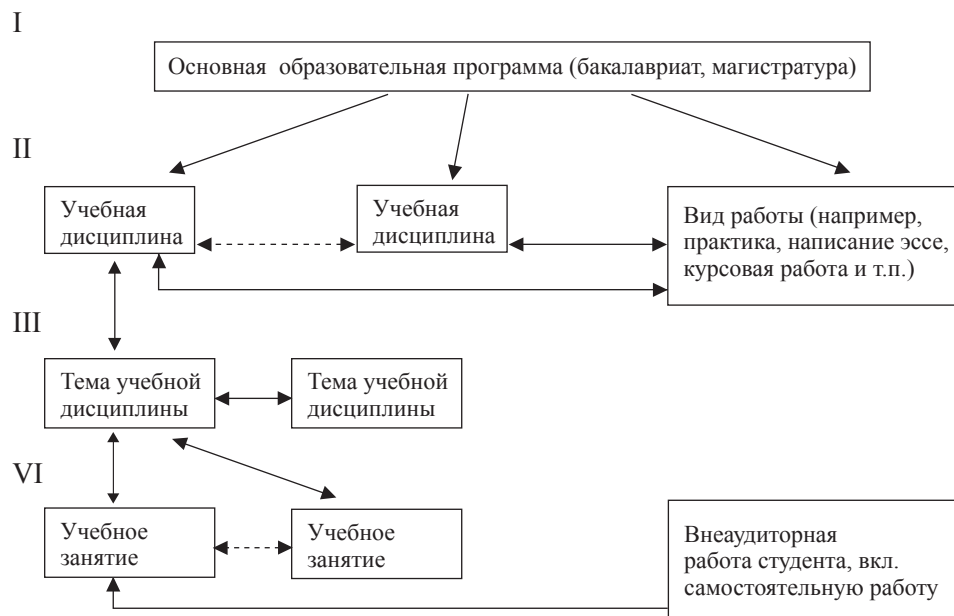 I
Основная образовательная программа (бакалавриат, магистратура)
II
Учебная
дисциплина
Учебная
дисциплина
Вид работы (например,
практика, написание эссе,
курсовая работа и т.п.)
III
Тема учебной
дисциплины
Тема учебной
дисциплины
VI
Учебное
занятие
Учебное
занятие
Внеаудиторная
работа студента, вкл.
самостоятельную работу